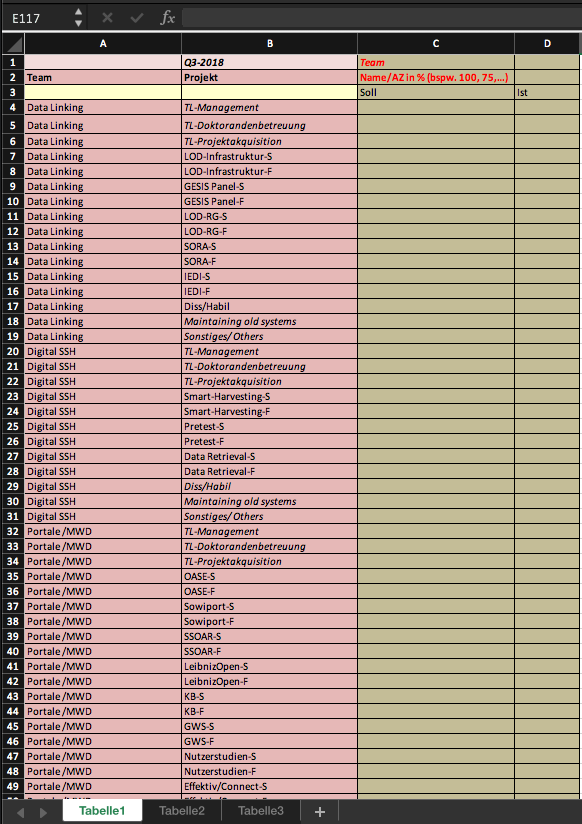 E117 fx
A B C D
1 Q3-2018 Team
2 Team Projekt Name/AZ in % (bspw. 100, 75,...)
3 Soll Ist
4 Data Linking TL-Management
5 Data Linking TL-Doktorandenbetreuung
6 Data Linking TL-Projektakquisition
7 Data Linking LOD-Infrastruktur-S
8 Data Linking LOD-Infrastruktur-F
9 Data Linking GESIS Panel-S
10 Data Linking GESIS Panel-F
11 Data Linking LOD-RG-S
12 Data Linking LOD-RG-F
13 Data Linking SORA-S
14 Data Linking SORA-F
15 Data Linking IEDI-S
16 Data Linking IEDI-F
17 Data Linking Diss/Habil
18 Data Linking Maintaining old systems
19 Data Linking Sonstiges/Others
20 Digital SSH TL-Management
21 Digital SSH TL-Doktorandenbetreuung
22 Digital SSH TL-Projektakquisition
23 Digital SSH Smart-Harvesting-S
24 Digital SSH Smart-Harvesting-F
25 Digital SSH Pretest-S
26 Digital SSH Pretest-F
27 Digital SSH Data Retrieval-S
28 Digital SSH Data Retrieval-F
29 Digital SSH Diss/Habil
30 Digital SSH Maintaining old systems
31 Digital SSH Sonstiges/Others
32 Portale/MWD TL-Management
33 Portale/MWD TL-Doktorandenbetreuung
34 Portale/MWD TL-Projektakquisition
35 Portale/MWD OASE-S
36 Portale/MWD OASE-F
37 Portale/MWD Sowiport-S
38 Portale/MWD Sowiport-F
39 Portale/MWD SSOAR-S
40 Portale/MWD SSOAR-F
41 Portale/MWD LeibnizOpen-S
42 Portale/MWD LeibnizOpen-F
43 Portale/MWD KB-S
44 Portale/MWD KB-F
45 Portale/MWD GWS-S
46 Portale/MWD GWS-F
47 Portale/MWD Nutzerstudien-S
48 Portale/MWD Nutzerstudien-F
49 Portale/MWD Effektiv/Connect-S
Tabelle1 Tabelle2 Tabelle3 +